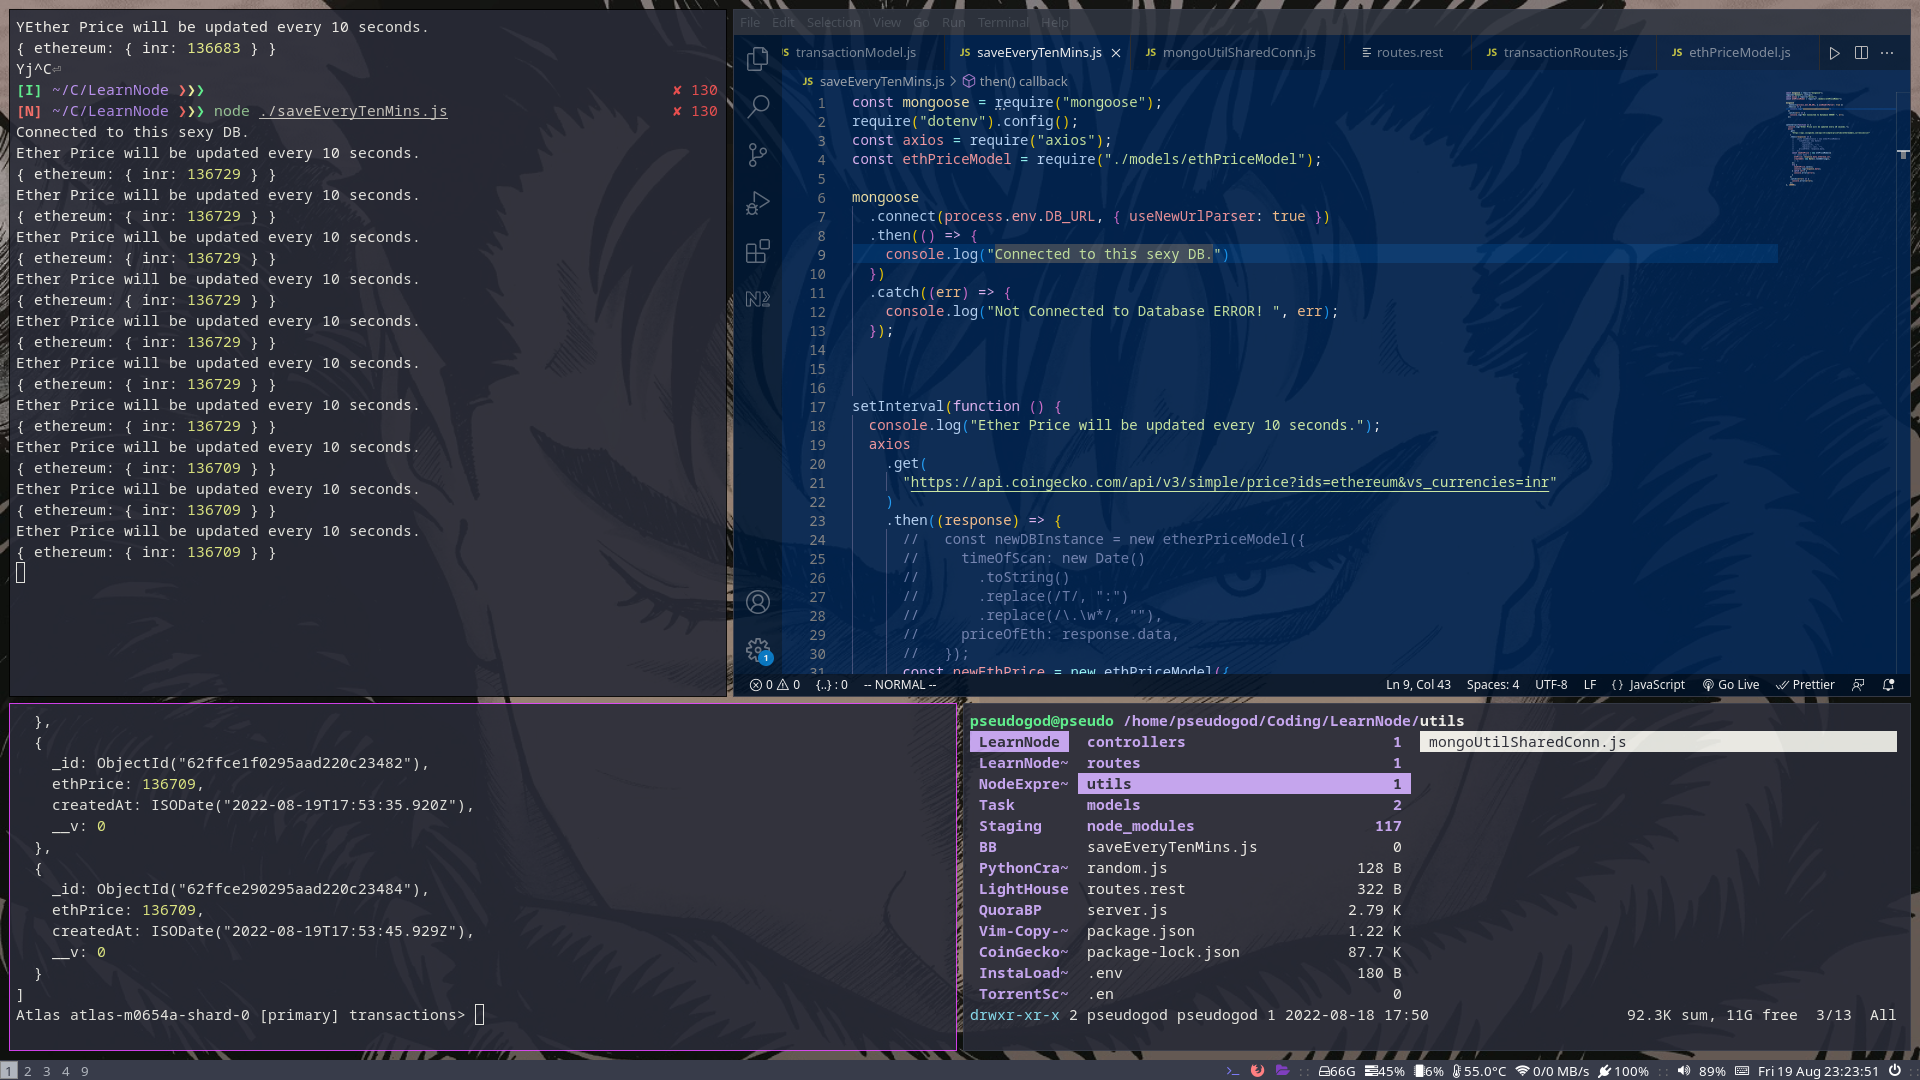 YEther Price will be updated every 10 seconds.
{ ethereum: { inr: 136683 } }
Yj^C⏎
[I] ~/C/LearnNode ❯❯❯ ✘ 130
[N] ~/C/LearnNode ❯❯❯ node ./saveEveryTenMins.js ✘ 130
Connected to this sexy DB.
Ether Price will be updated every 10 seconds.
{ ethereum: { inr: 136729 } }
Ether Price will be updated every 10 seconds.
{ ethereum: { inr: 136729 } }
Ether Price will be updated every 10 seconds.
{ ethereum: { inr: 136729 } }
Ether Price will be updated every 10 seconds.
{ ethereum: { inr: 136729 } }
Ether Price will be updated every 10 seconds.
{ ethereum: { inr: 136729 } }
Ether Price will be updated every 10 seconds.
{ ethereum: { inr: 136729 } }
Ether Price will be updated every 10 seconds.
{ ethereum: { inr: 136729 } }
Ether Price will be updated every 10 seconds.
{ ethereum: { inr: 136709 } }
Ether Price will be updated every 10 seconds.
{ ethereum: { inr: 136709 } }
Ether Price will be updated every 10 seconds.
{ ethereum: { inr: 136709 } }
File Edit Selection View Go Run Terminal Help
JS transactionModel.js JS saveEveryTenMins.js JS mongoUtilSharedConn.js routes.rest JS transactionRoutes.js JS ethPriceModel.js
JS saveEveryTenMins.js > then() callback
1 const mongoose = require("mongoose");
2 require("dotenv").config();
3 const axios = require("axios");
4 const ethPriceModel = require("./models/ethPriceModel");
5
6 mongoose
7 .connect(process.env.DB_URL, { useNewUrlParser: true })
8 .then(() => {
9 console.log("Connected to this sexy DB.")
10 })
11 .catch((err) => {
12 console.log("Not Connected to Database ERROR! ", err);
13 });
14
15
16
17 setInterval(function () {
18 console.log("Ether Price will be updated every 10 seconds.");
19 axios
20 .get(
21 "https://api.coingecko.com/api/v3/simple/price?ids=ethereum&vs_currencies=inr"
22 )
23 .then((response) => {
24 // const newDBInstance = new etherPriceModel({
25 // timeOfScan: new Date()
26 // .toString()
27 // .replace(/T/, ":")
28 // .replace(/\.\w*/, ""),
29 // priceOfEth: response.data,
30 // });
31 const newEthPrice = new ethPriceModel({
1
0 0 {..} : 0 -- NORMAL -- Ln 9, Col 43 Spaces: 4 UTF-8 LF {} JavaScript Go Live Prettier
},
{
_id: ObjectId("62ffce1f0295aad220c23482"),
ethPrice: 136709,
createdAt: ISODate("2022-08-19T17:53:35.920Z"),
__v: 0
},
{
_id: ObjectId("62ffce290295aad220c23484"),
ethPrice: 136709,
createdAt: ISODate("2022-08-19T17:53:45.929Z"),
__v: 0
}
]
Atlas atlas-m0654a-shard-0 [primary] transactions>
pseudogod@pseudo /home/pseudogod/Coding/LearnNode/utils
LearnNode controllers 1 mongoUtilSharedConn.js
LearnNode~ routes 1
NodeExpre~ utils 1
Task models 2
Staging node_modules 117
BB saveEveryTenMins.js 0
PythonCra~ random.js 128 B
LightHouse routes.rest 322 B
QuoraBP server.js 2.79 K
Vim-Copy-~ package.json 1.22 K
CoinGecko~ package-lock.json 87.7 K
InstaLoad~ .env 180 B
TorrentSc~ .en 0
drwxr-xr-x 2 pseudogod pseudogod 1 2022-08-18 17:50 92.3K sum, 11G free 3/13 All
1 2 3 4 9 :: 66G 45% 6% 55.0°C 0/0 MB/s 100% :: 89% Fri 19 Aug 23:23:51 ::